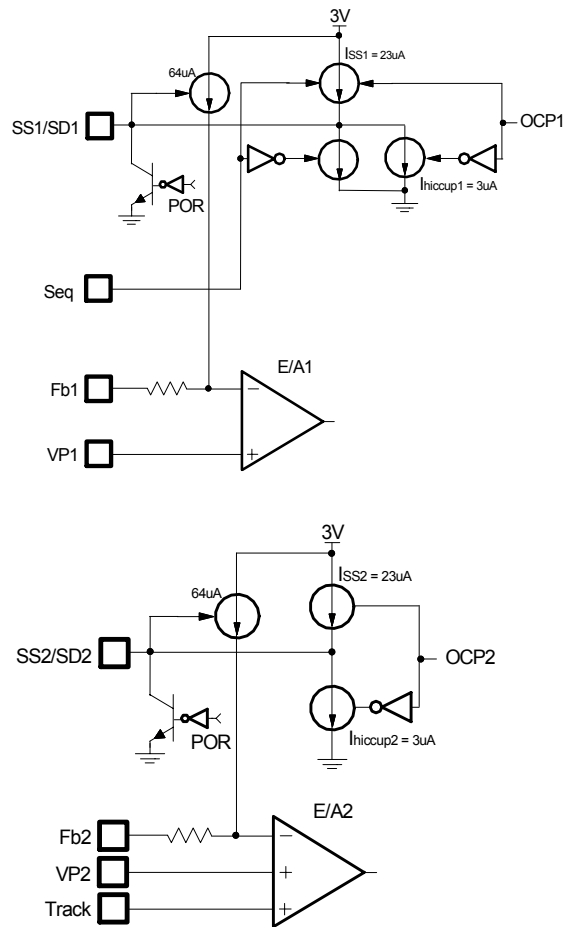 3V
ISS1 = 23uA
64uA
SS1/SD1
OCP1
Ihiccup1 = 3uA
POR
Seq
E/A1
Fb1
−
VP1
+
3V
ISS2 = 23uA
64uA
SS2/SD2
OCP2
POR
Ihiccup2 = 3uA
E/A2
Fb2
−
VP2
+
Track
+